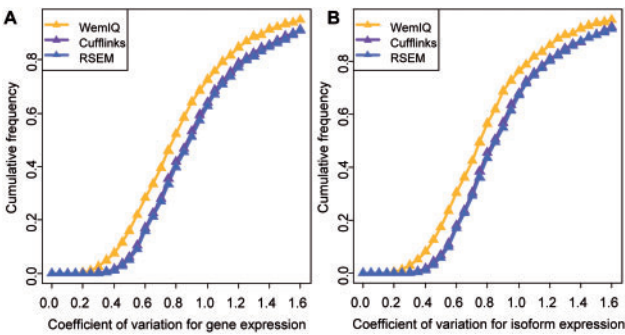 A
WemIQ
Cufflinks
RSEM
Cumulative frequency
0.0 0.2 0.4 0.6 0.8
0.0 0.2 0.4 0.6 0.8 1.0 1.2 1.4 1.6
Coefficient of variation for gene expression
B
WemIQ
Cufflinks
RSEM
Cumulative frequency
0.0 0.2 0.4 0.6 0.8
0.0 0.2 0.4 0.6 0.8 1.0 1.2 1.4 1.6
Coefficient of variation for isoform expression